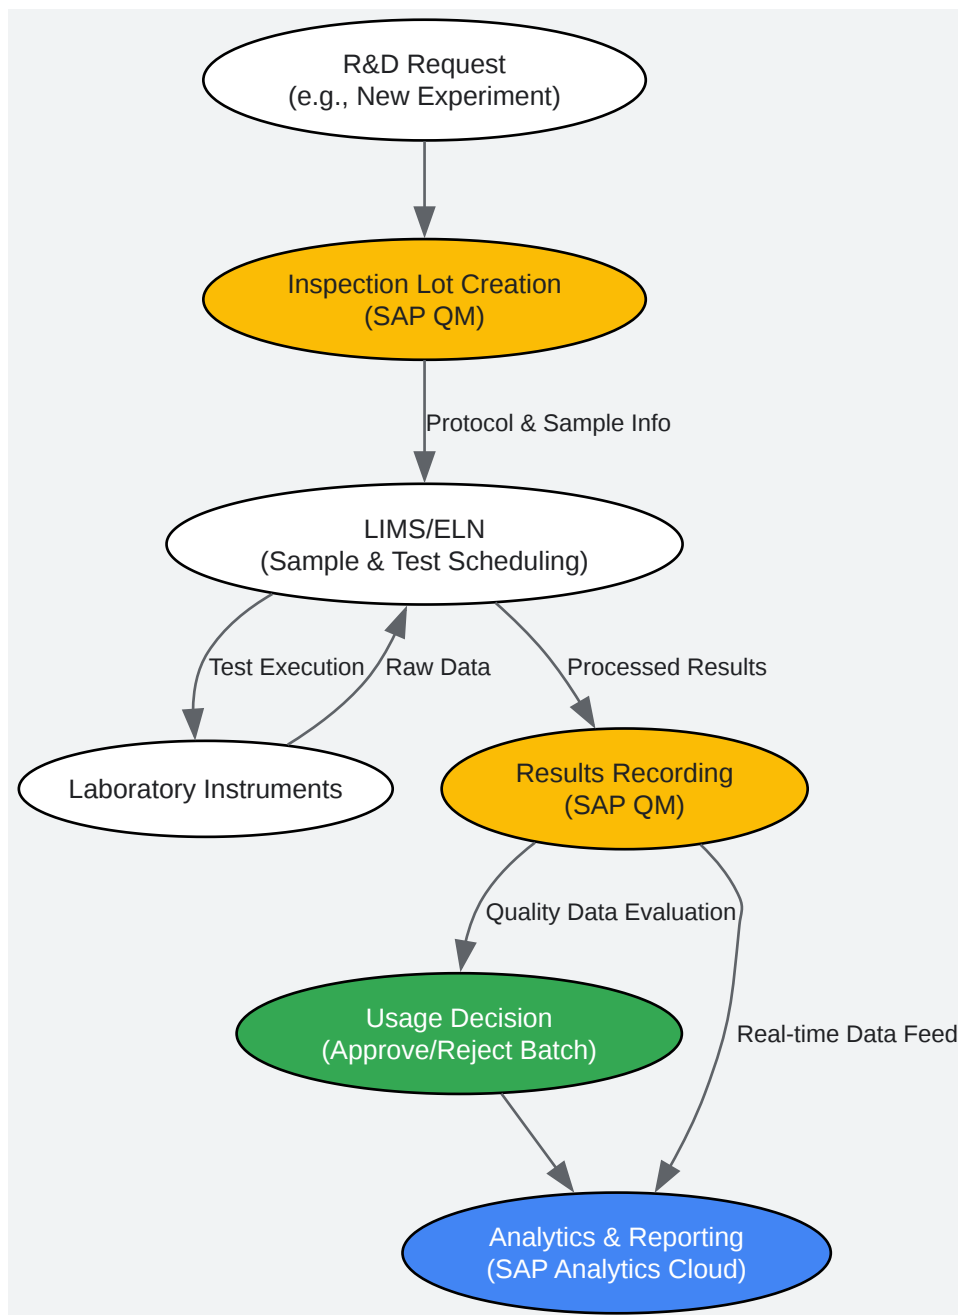 R&D Request
(e.g., New Experiment)
Inspection Lot Creation
(SAP QM)
Protocol & Sample Info
LIMS/ELN
(Sample & Test Scheduling)
Test Execution
Raw Data
Processed Results
Laboratory Instruments
Results Recording
(SAP QM)
Quality Data Evaluation
Usage Decision
(Approve/Reject Batch)
Real-time Data Feed
Analytics & Reporting
(SAP Analytics Cloud)